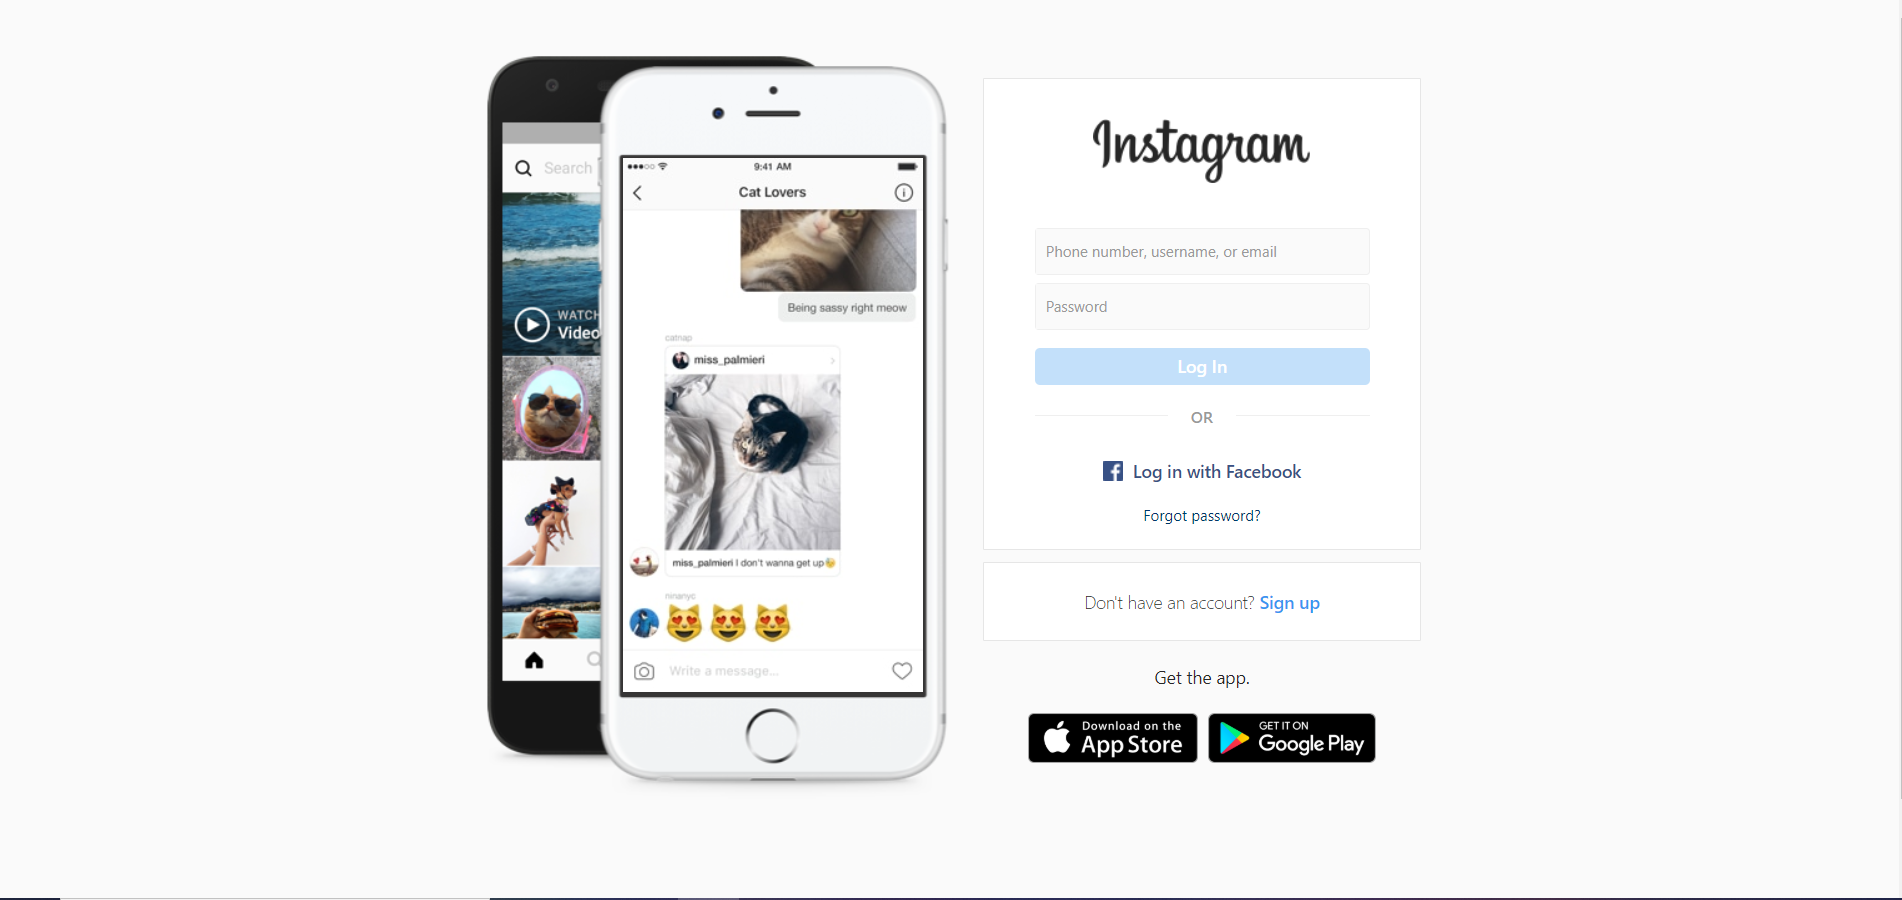 Search
WATCH
Video
9:41 AM
Cat Lovers
Being sassy right meow
catnap
miss_palmieri
miss_palmieri I don't wanna get up
ninanyc
Write a message...
Instagram
Phone number, username, or email
Password
Log In
OR
Log in with Facebook
Forgot password?
Don't have an account? Sign up
Get the app.
Download on the
App Store
GET IT ON
Google Play